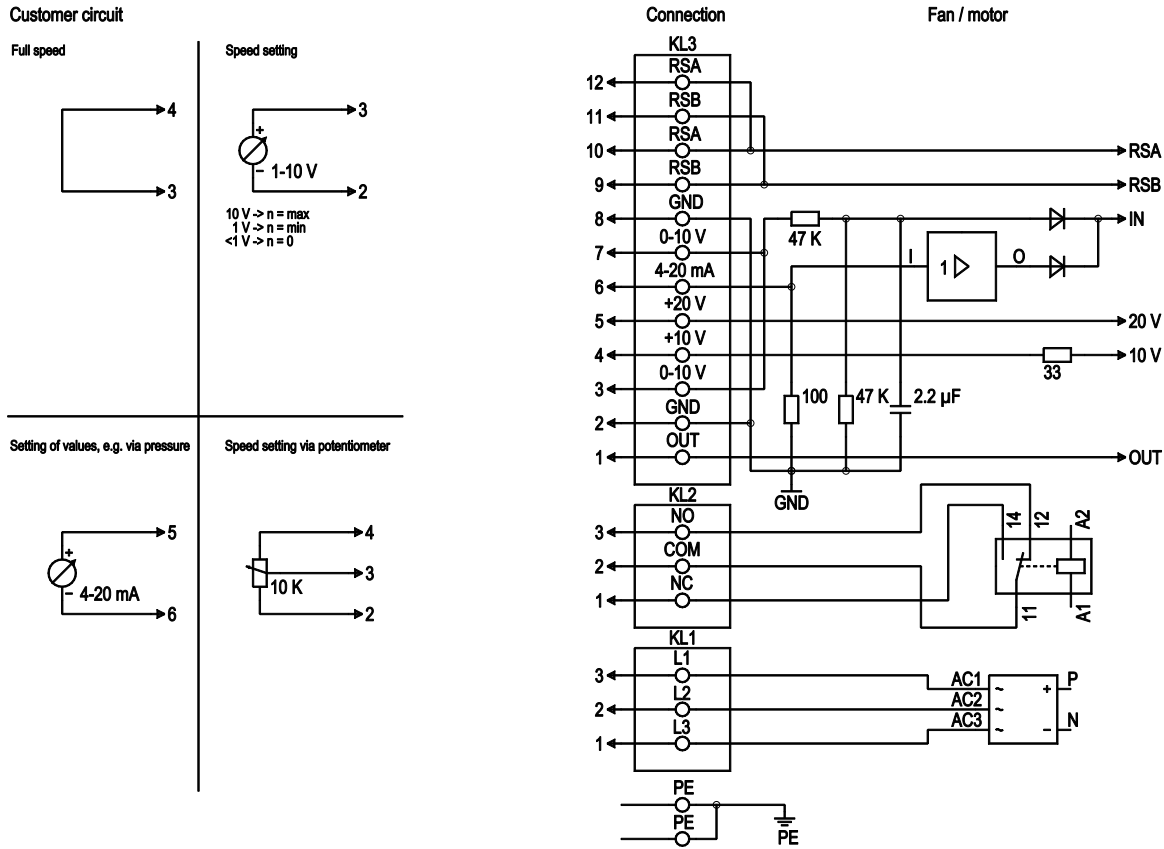 Customer circuit
Connection
Fan / motor
Full speed
4
3
Speed setting
3
+
1-10 V
−
2
10 V -> n = max
1 V -> n = min
<1 V -> n = 0
Setting of values, e.g. via pressure
5
+
4-20 mA
−
6
Speed setting via potentiometer
4
3
10 K
2
KL3
RSA
12
RSB
11
RSA
10
RSA
RSB
9
RSB
GND
8
47 K
IN
0-10 V
7
I
1
O
4-20 mA
6
+20 V
5
20 V
+10 V
4
33
10 V
0-10 V
3
100
47 K
2.2 µF
GND
2
OUT
1
OUT
GND
KL2
NO
3
COM
2
NC
1
14
12
A2
11
A1
KL1
L1
3
AC1
~
+
P
L2
2
AC2
~
L3
1
AC3
~
−
N
PE
PE
PE